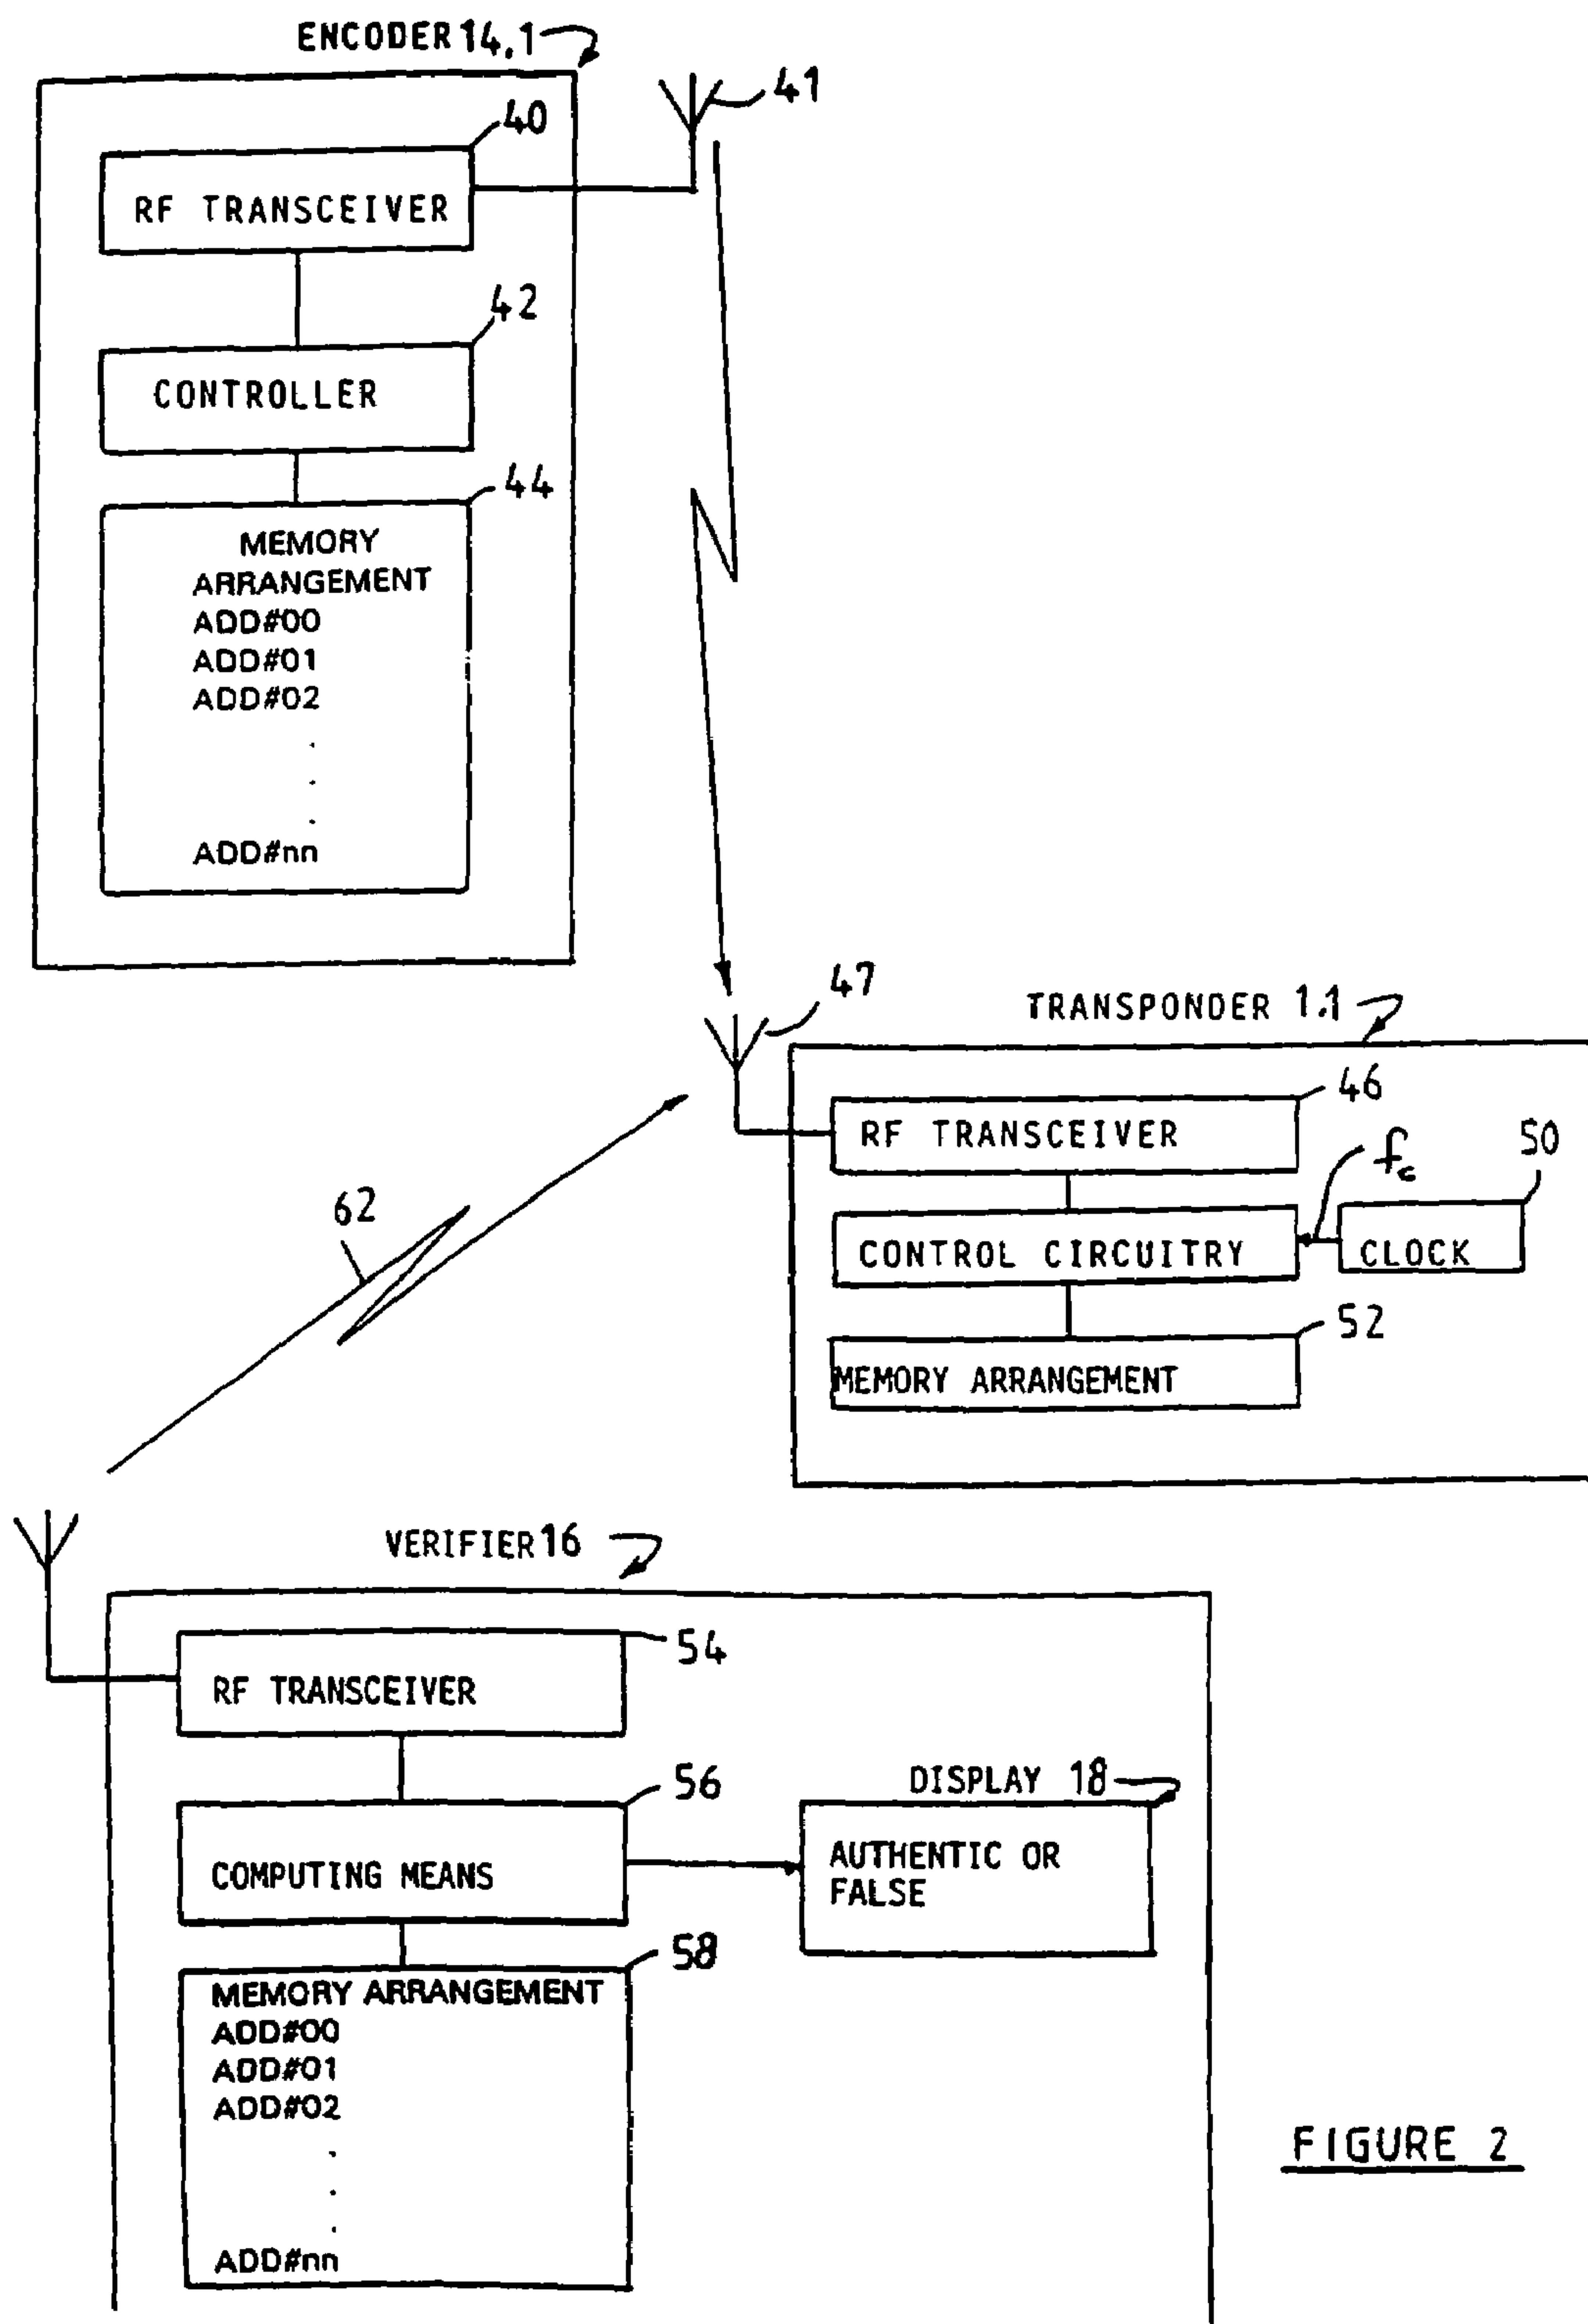 ENCODER 14.1
41
40
RF TRANSCEIVER
42
CONTROLLER
44
MEMORY
ARRANGEMENT
ADD#00
ADD#01
ADD#02
.
.
.
ADD#nn
47
TRANSPONDER 1.1
46
RF TRANSCEIVER
fc
50
CONTROL CIRCUITRY
CLOCK
52
MEMORY ARRANGEMENT
62
VERIFIER 16
54
RF TRANSCEIVER
56
COMPUTING MEANS
DISPLAY 18
AUTHENTIC OR
FALSE
58
MEMORY ARRANGEMENT
ADD#00
ADD#01
ADD#02
.
.
.
ADD#nn
FIGURE 2